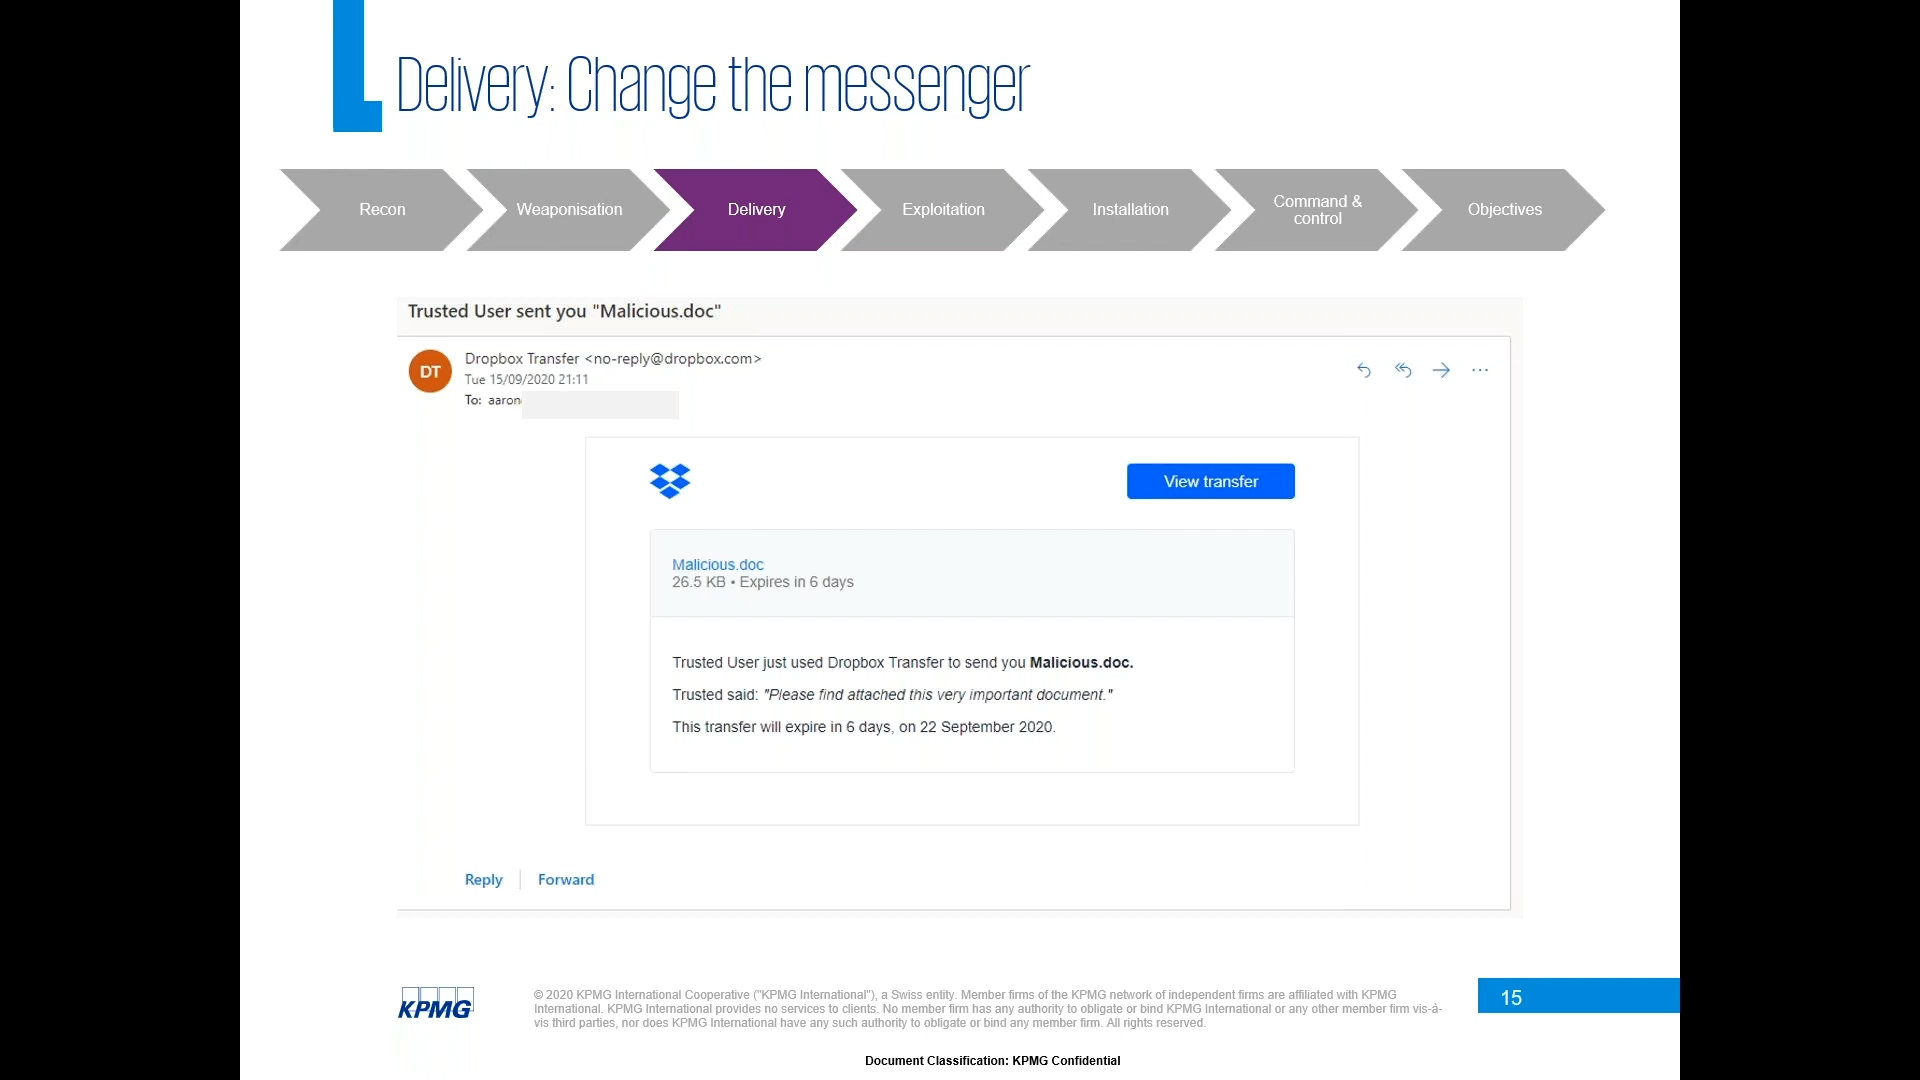 Delivery: Change the messenger
Recon
Weaponisation
Delivery
Exploitation
Installation
Command &
control
Objectives
Trusted User sent you "Malicious.doc"
DT
Dropbox Transfer <no-reply@dropbox.com>
Tue 15/09/2020 21:11
To: aaron
View transfer
Malicious.doc
26.5 KB • Expires in 6 days
Trusted User just used Dropbox Transfer to send you Malicious.doc.
Trusted said: "Please find attached this very important document."
This transfer will expire in 6 days, on 22 September 2020.
Reply
Forward
KPMG
© 2020 KPMG International Cooperative ("KPMG International"), a Swiss entity. Member firms of the KPMG network of independent firms are affiliated with KPMG
International. KPMG International provides no services to clients. No member firm has any authority to obligate or bind KPMG International or any other member firm vis-à-
vis third parties, nor does KPMG International have any such authority to obligate or bind any member firm. All rights reserved.
15
Document Classification: KPMG Confidential